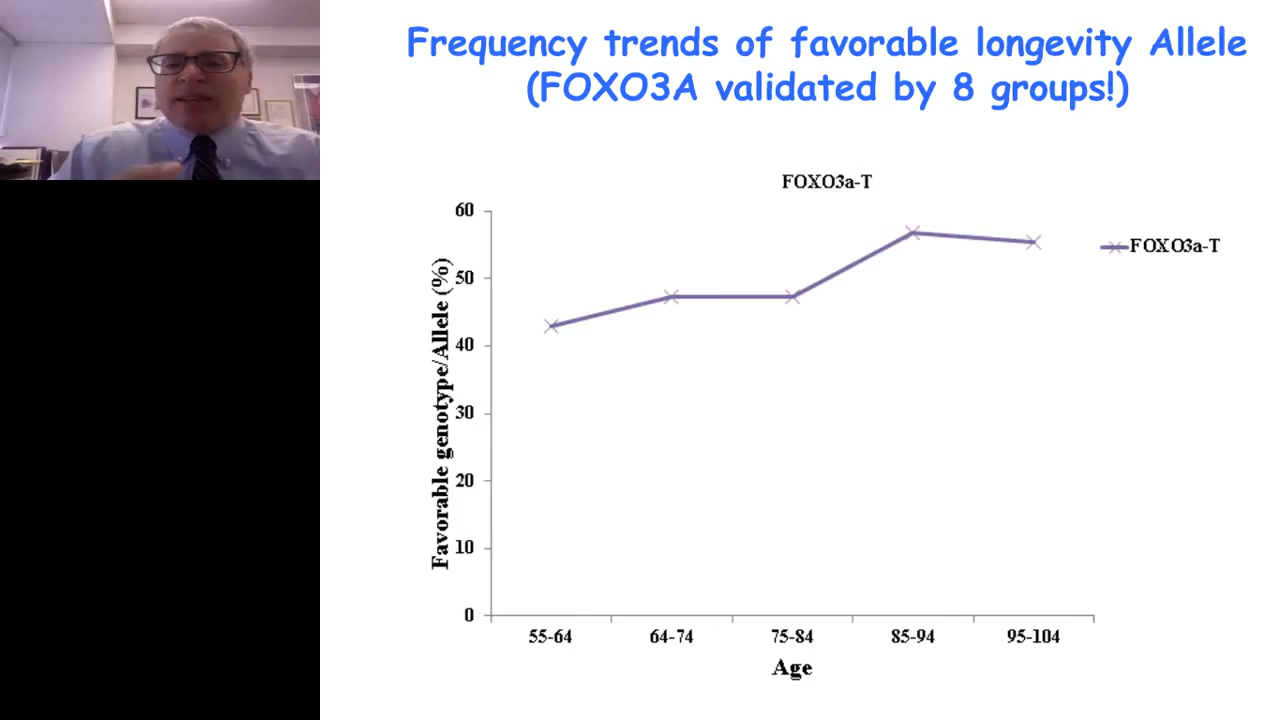 Frequency trends of favorable longevity Allele
(FOXO3A validated by 8 groups!)
FOXO3a-T
60
50
40
30
20
10
0
Favorable genotype/Allele (%)
FOXO3a-T
55-64
64-74
75-84
85-94
95-104
Age